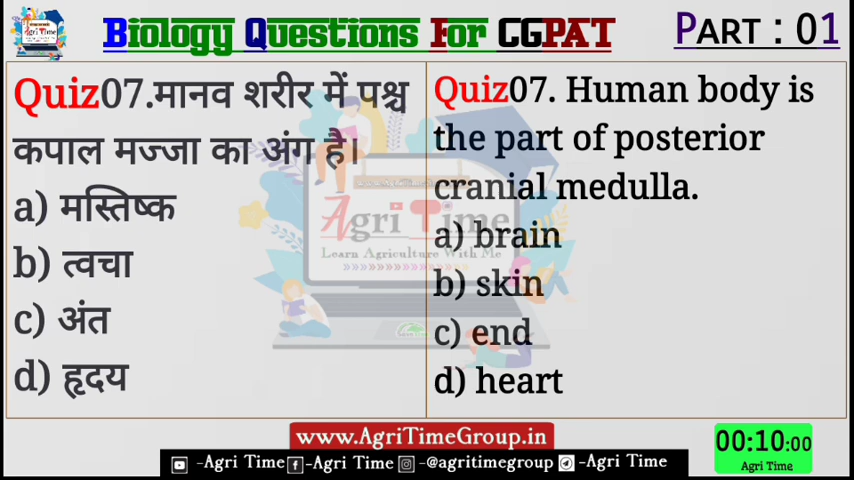 Biology Questions For CGPAT
PART : 01
Quiz07.मानव शरीर में पश्च
कपाल मज्जा का अंग है।
a) मस्तिष्क
b) त्वचा
c) अंत
d) हृदय
Quiz07. Human body is
the part of posterior
cranial medulla.
a) brain
b) skin
c) end
d) heart
Agri Time
Learn Agriculture With Me
www.AgriTimeGroup.in
-Agri Time -Agri Time -@agritimegroup -Agri Time
00:10:00
Agri Time